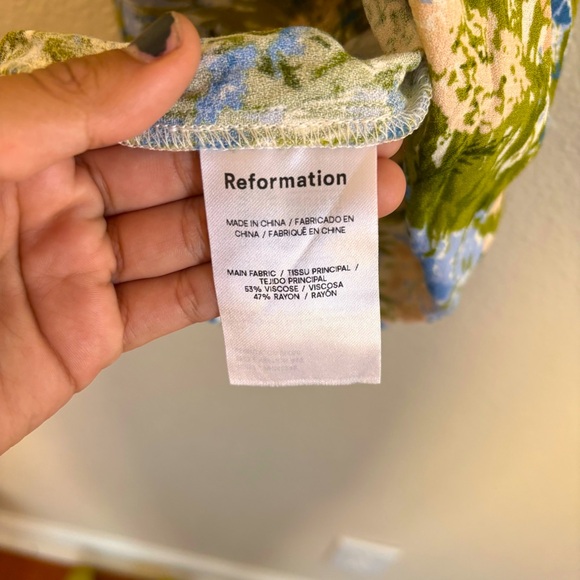 Reformation
MADE IN CHINA / FABRICADO EN
CHINA / FABRIQUÉ EN CHINE
MAIN FABRIC / TISSU PRINCIPAL /
TEJIDO PRINCIPAL
53% VISCOSE / VISCOSA
47% RAYON / RAYÓN